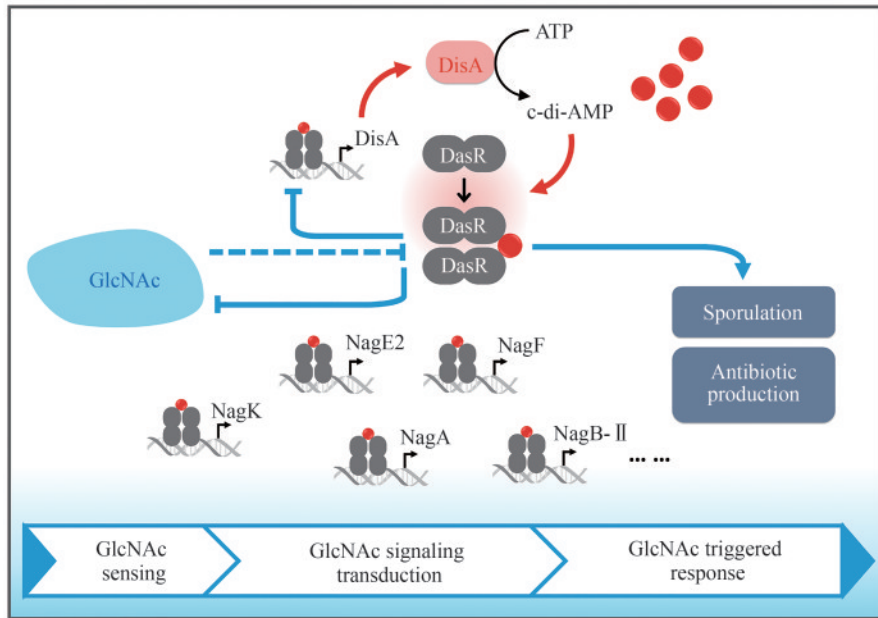 ATP
DisA
c-di-AMP
DisA
DasR
DasR
DasR
GlcNAc
Sporulation
Antibiotic
production
NagE2
NagF
NagK
NagA
NagB-Ⅱ
... ...
GlcNAc
sensing
GlcNAc signaling
transduction
GlcNAc triggered
response